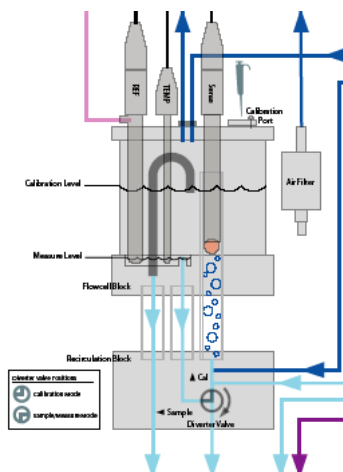 REF
TEMP
Sensor
Calibration
Port
Calibration Level
Air Filter
Measure Level
Flowcell Block
Recirculation Block
Cal
Diverter valve positions
calibration mode
sample/measure mode
Sample
Diverter Valve